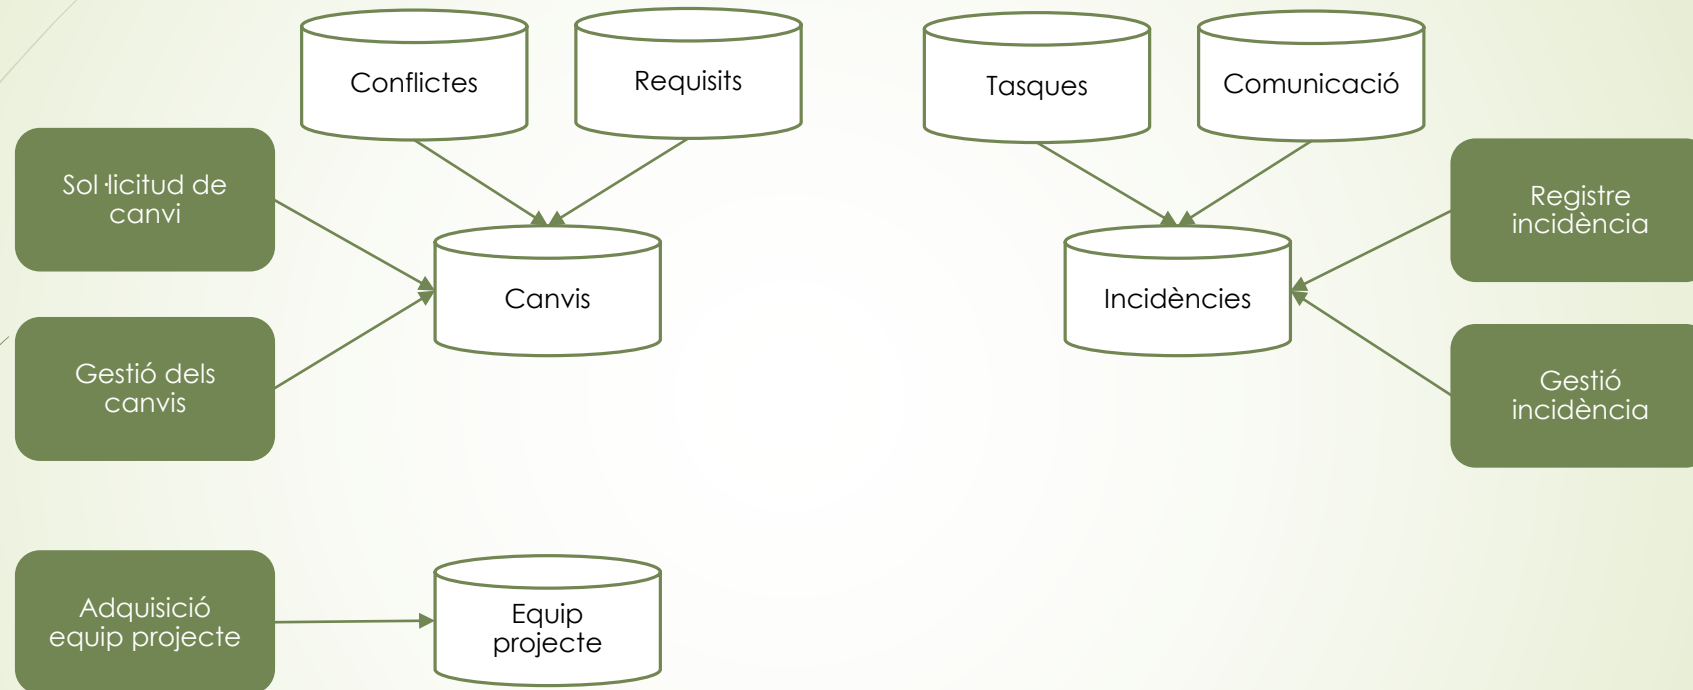 Conflictes
Requisits
Tasques
Comunicació
Sol·licitud de
canvi
Registre
incidència
Canvis
Incidències
Gestió dels
canvis
Gestió
incidència
Adquisició
equip projecte
Equip
projecte